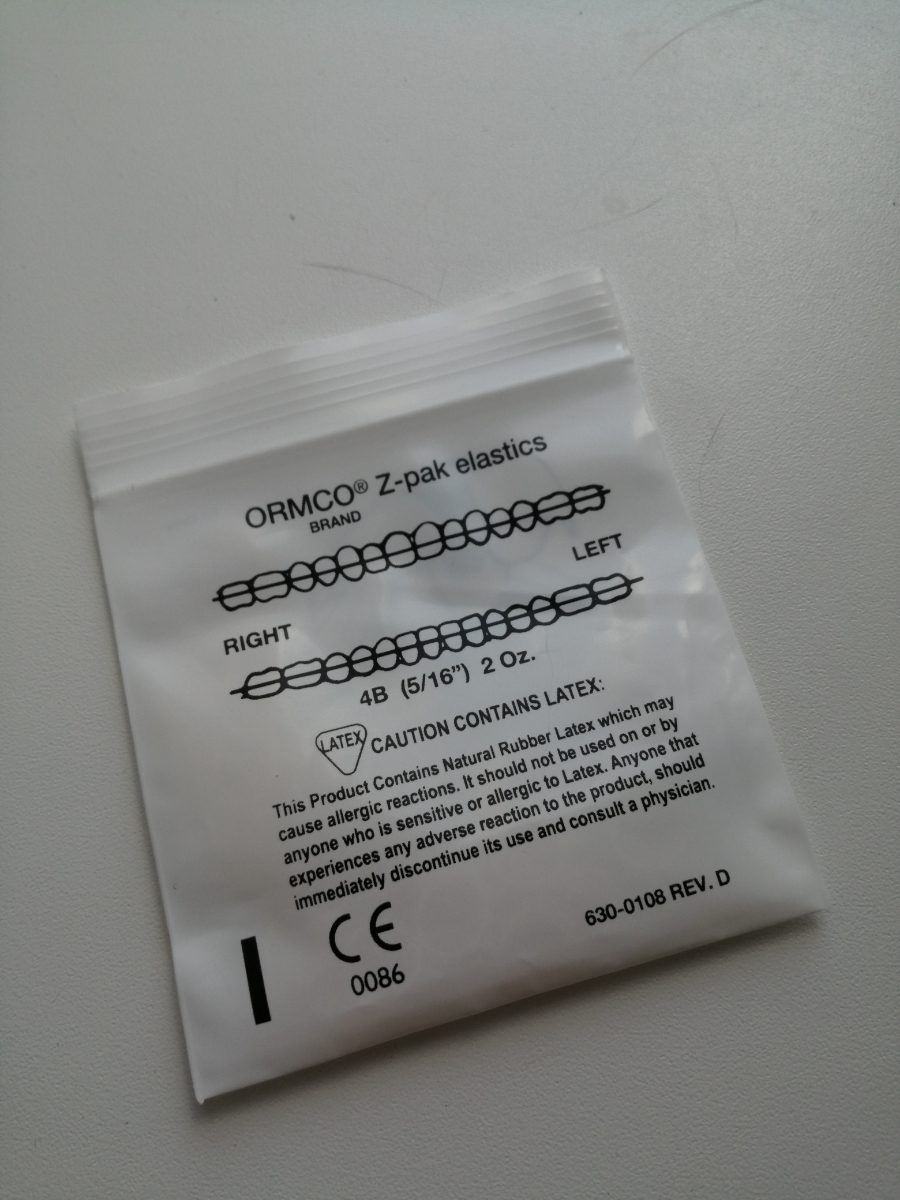 ORMCO® Z-pak elastics
BRAND
LEFT
RIGHT
4B (5/16”) 2 Oz.
LATEX CAUTION CONTAINS LATEX:
This Product Contains Natural Rubber Latex which may
cause allergic reactions. It should not be used on or by
anyone who is sensitive or allergic to Latex. Anyone that
experiences any adverse reaction to the product, should
immediately discontinue its use and consult a physician.
CE
0086
630-0108 REV. D